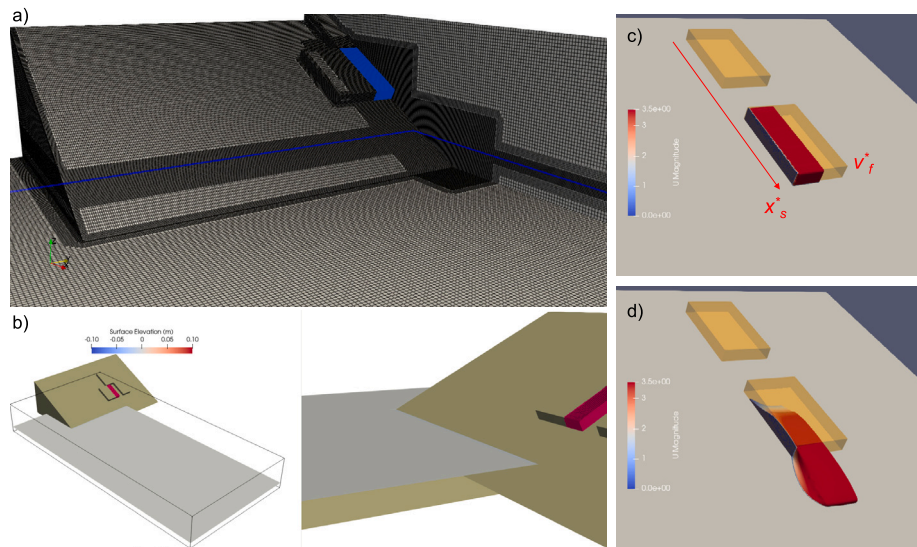 a)
z
Y
X
b)
Surface Elevation (m)
-0.10 -0.05 0 0.05 0.10
c)
3.5e+00
3
2
1
0.0e+00
U Magnitude
v*f
x*s
d)
3.5e+00
3
2
1
0.0e+00
U Magnitude